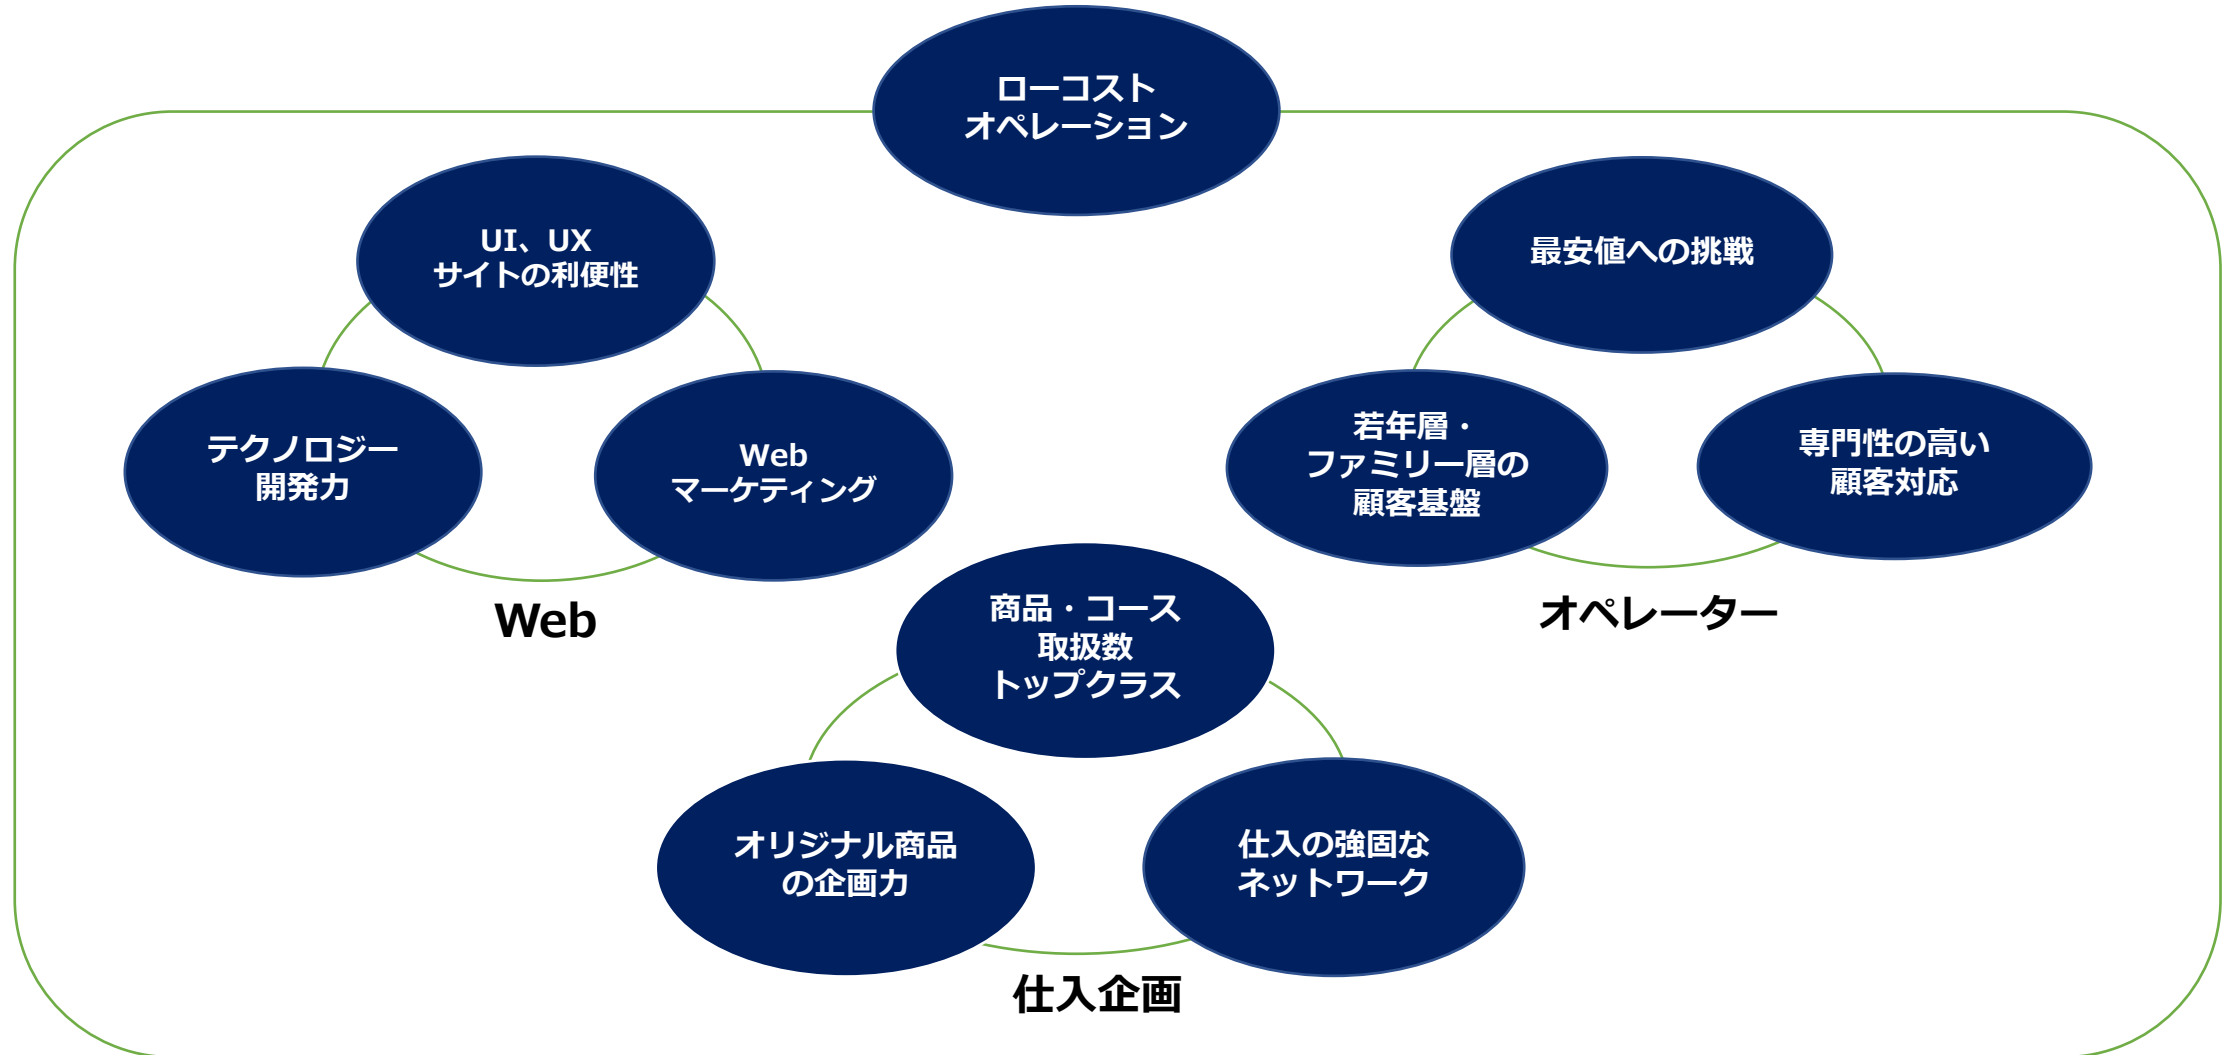 ローコスト
オペレーション
UI、UX
サイトの利便性
テクノロジー
開発力
Web
マーケティング
Web
最安値への挑戦
若年層・
ファミリー層の
顧客基盤
専門性の高い
顧客対応
オペレーター
商品・コース
取扱数
トップクラス
オリジナル商品
の企画力
仕入の強固な
ネットワーク
仕入企画